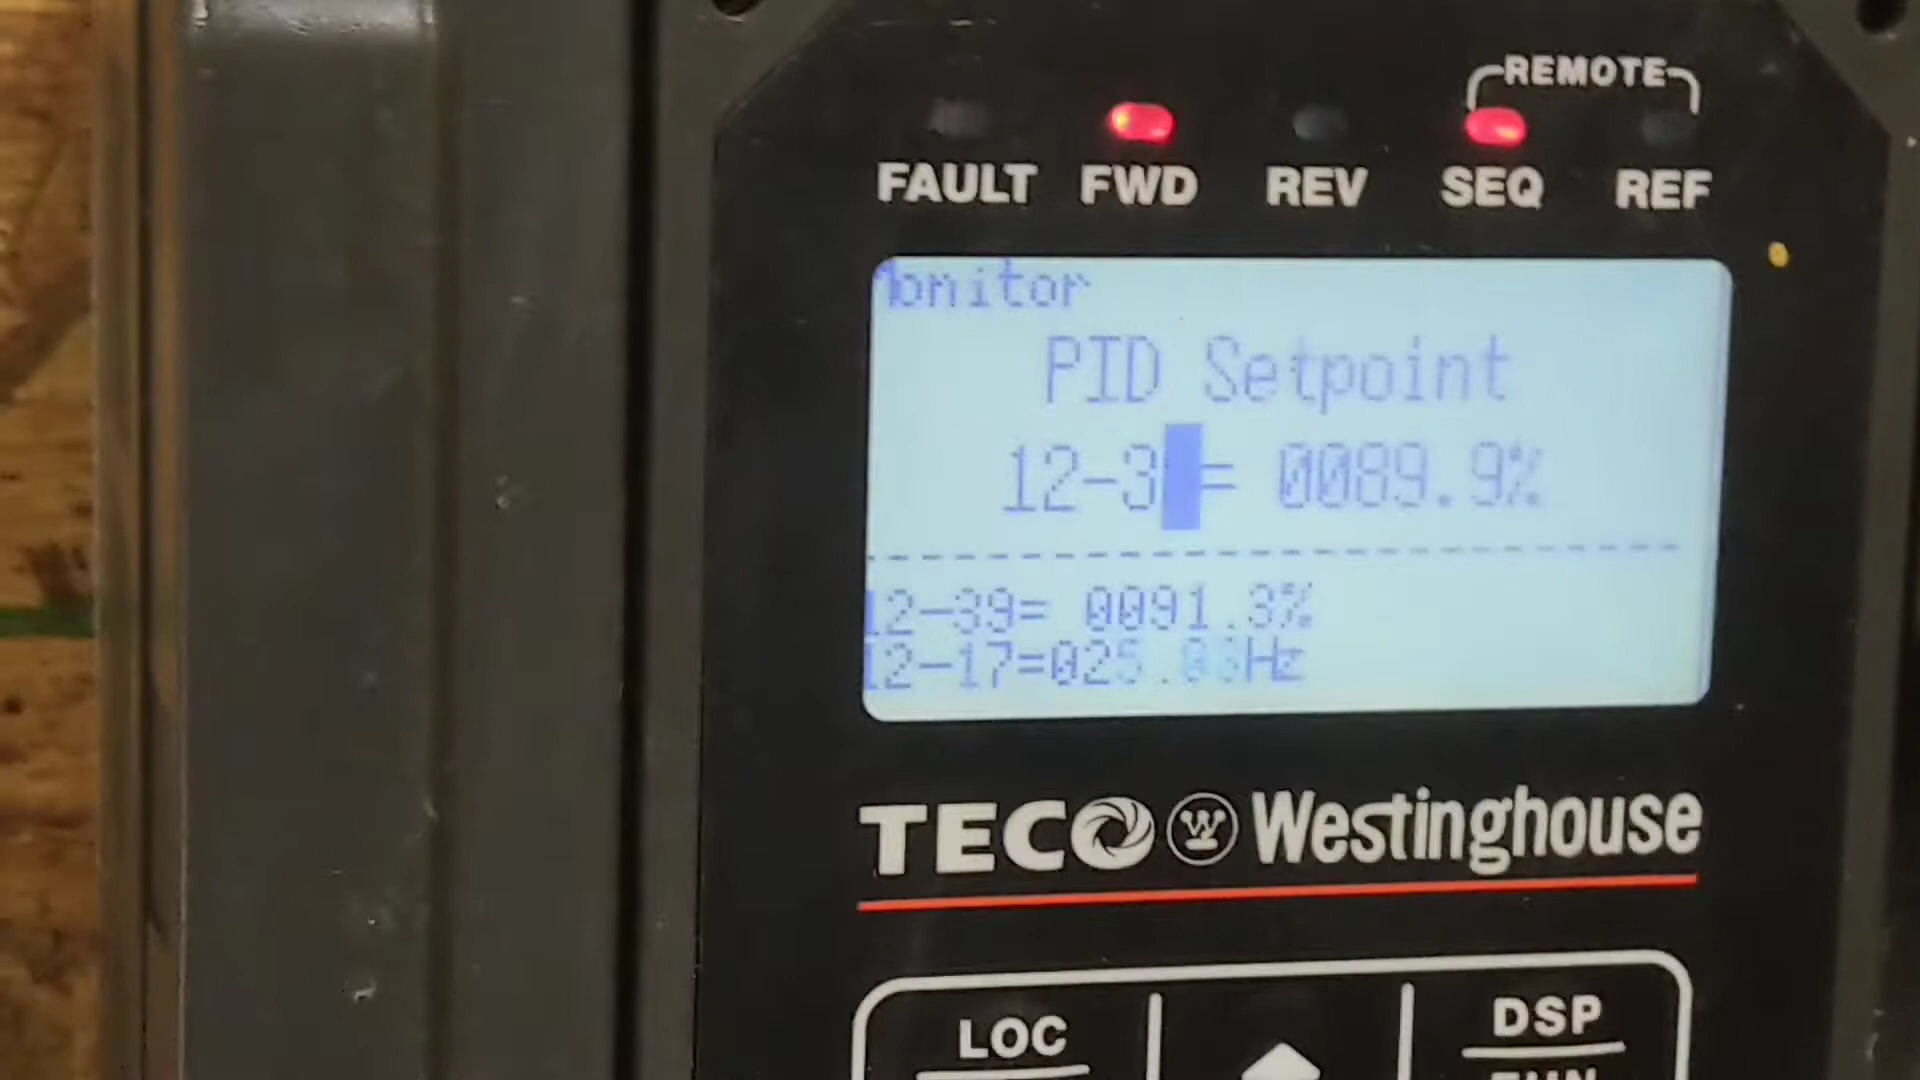 REMOTE
FAULT FWD REV SEQ REF
Monitor
PID Setpoint
12-3 = 0089.9%
12-39= 0091.3%
12-17=025.03Hz
TECO Westinghouse
LOC
DSP